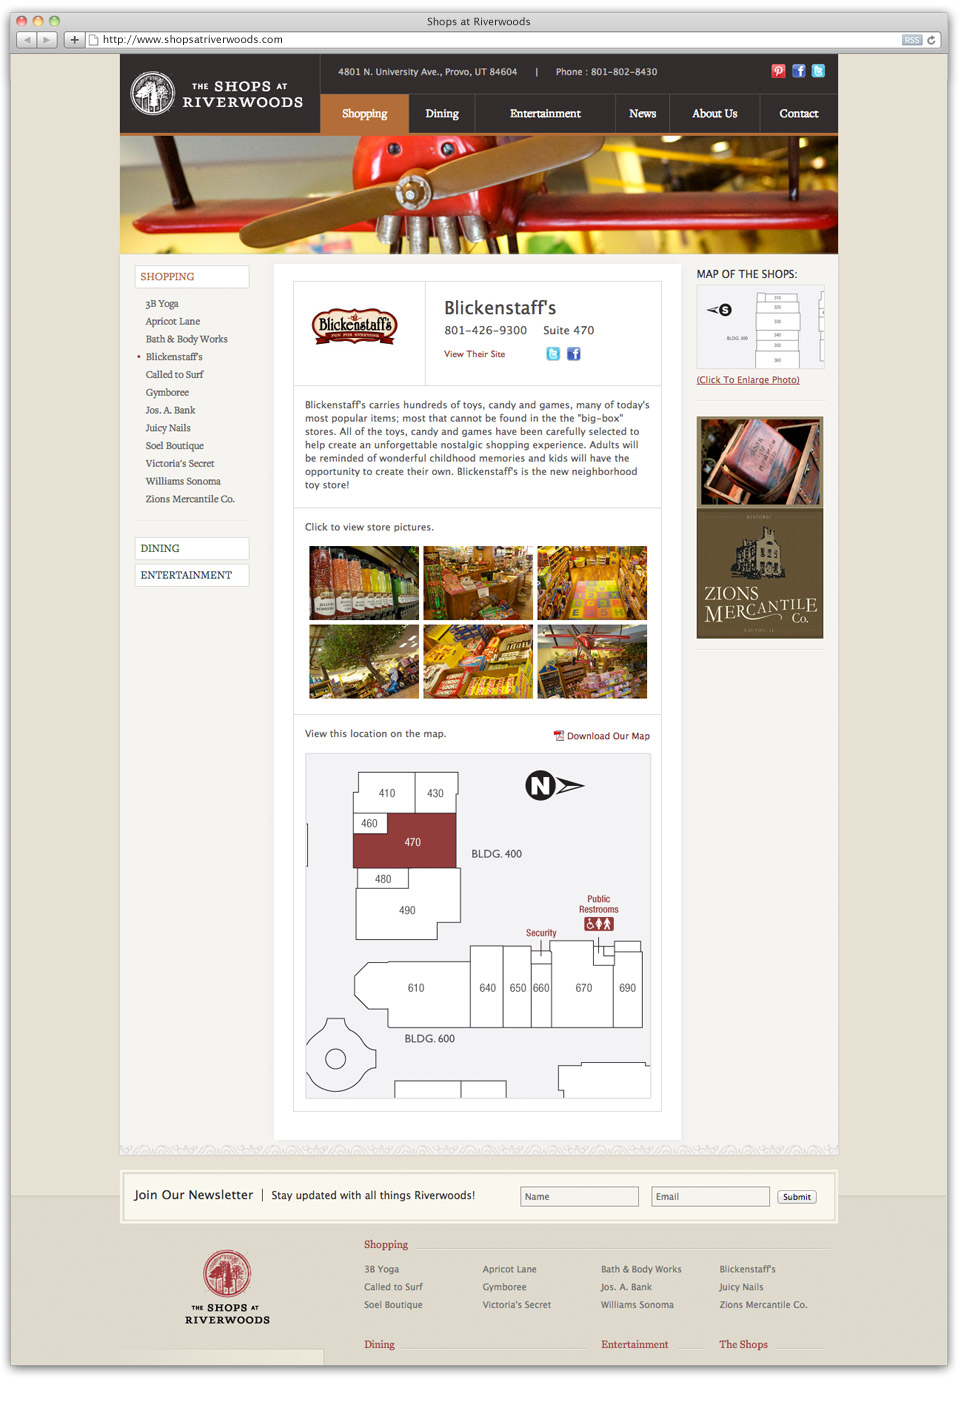 Shops at Riverwoods
http://www.shopsatriverwoods.com
RSS
THE SHOPS AT
RIVERWOODS
4801 N. University Ave., Provo, UT 84604 | Phone : 801-802-8430
Shopping
Dining
Entertainment
News
About Us
Contact
SHOPPING
3B Yoga
Apricot Lane
Bath & Body Works
Blickenstaff's
Called to Surf
Gymboree
Jos. A. Bank
Juicy Nails
Soel Boutique
Victoria's Secret
Williams Sonoma
Zions Mercantile Co.
DINING
ENTERTAINMENT
Blickenstaff's
Blickenstaff's
801-426-9300 Suite 470
View Their Site
Blickenstaff's carries hundreds of toys, candy and games, many of today's
most popular items; most that cannot be found in the the "big-box"
stores. All of the toys, candy and games have been carefully selected to
help create an unforgettable nostalgic shopping experience. Adults will
be reminded of wonderful childhood memories and kids will have the
opportunity to create their own. Blickenstaff's is the new neighborhood
toy store!
Click to view store pictures.
View this location on the map.
Download Our Map
N
410
430
460
470
BLDG. 400
480
490
Public
Restrooms
Security
610
640
650
660
670
690
BLDG. 600
MAP OF THE SHOPS:
S
310
320
330
BLDG. 300
340
350
360
(Click To Enlarge Photo)
HISTORIC
ZIONS
MERCANTILE
Co.
NAUVOO, IL
Join Our Newsletter | Stay updated with all things Riverwoods!
Name
Email
Submit
THE SHOPS AT
RIVERWOODS
Shopping
3B Yoga
Apricot Lane
Bath & Body Works
Blickenstaff's
Called to Surf
Gymboree
Jos. A. Bank
Juicy Nails
Soel Boutique
Victoria's Secret
Williams Sonoma
Zions Mercantile Co.
Dining
Entertainment
The Shops